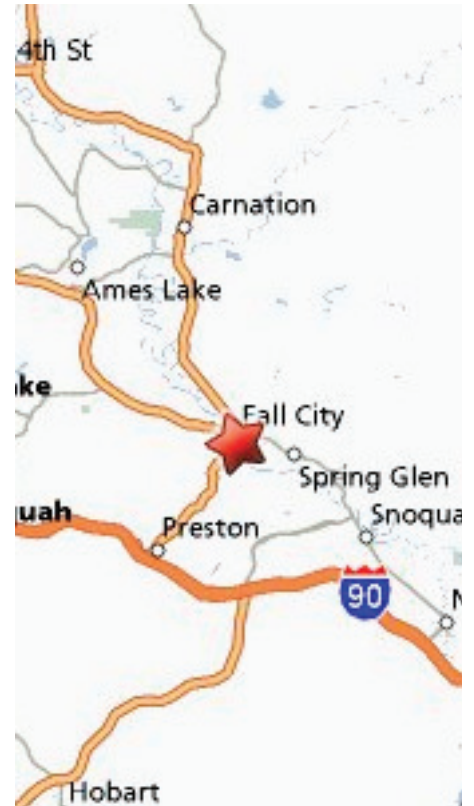 4th St
Carnation
Ames Lake
ke
Fall City
Spring Glen
uah
Snoqua
Preston
90
N
Hobart